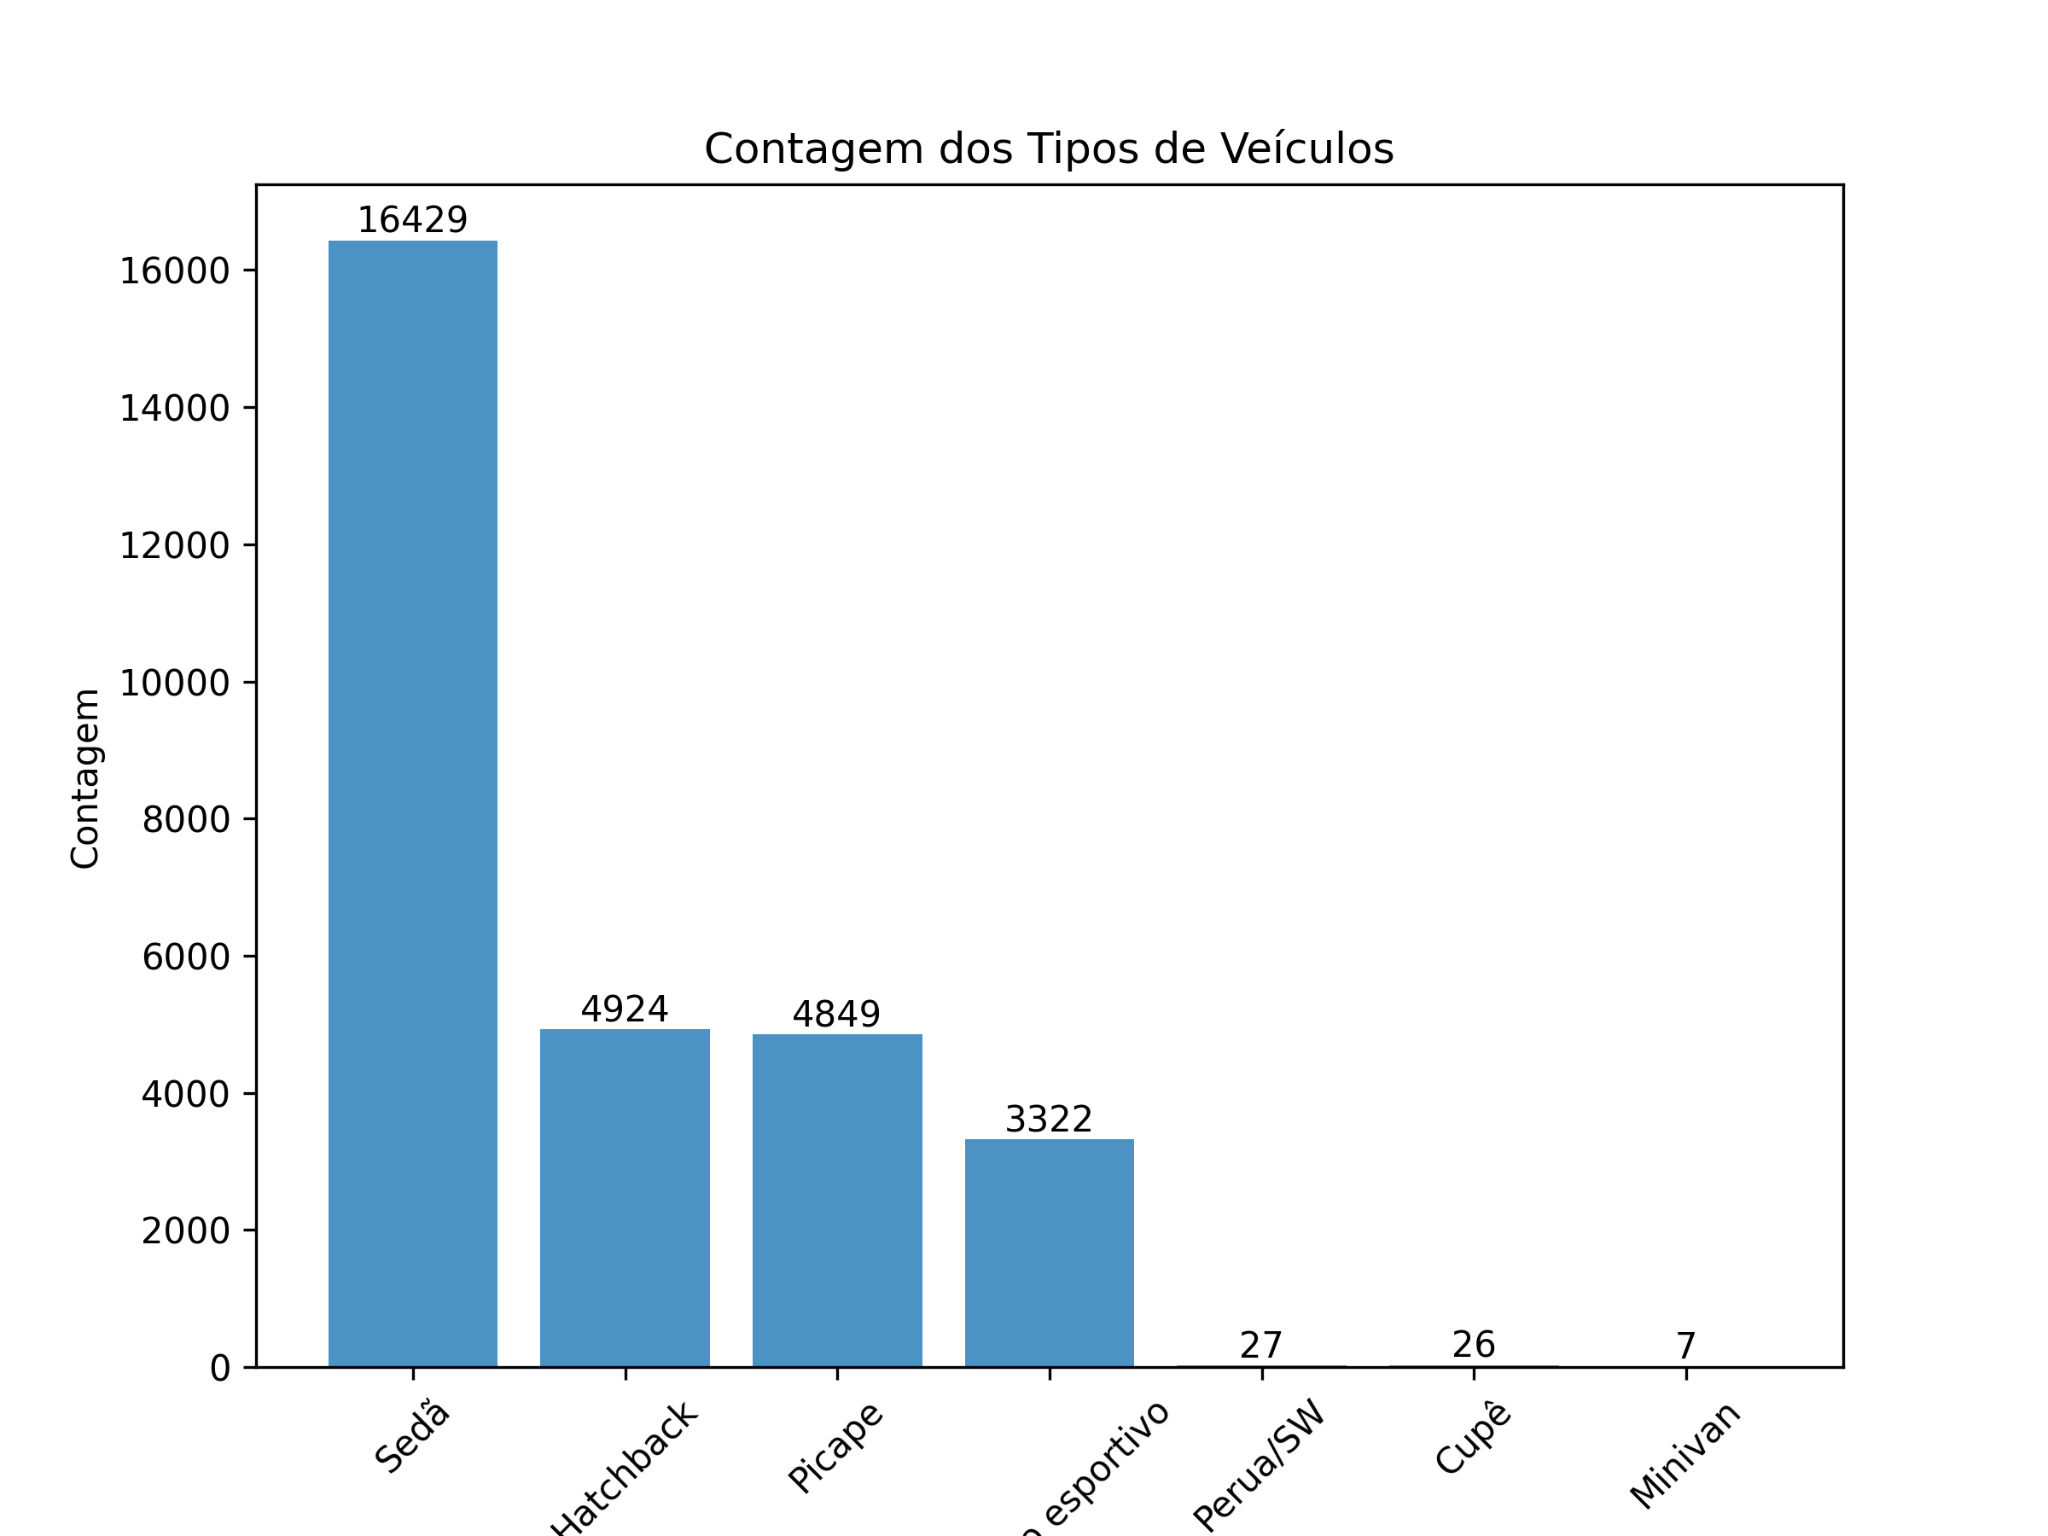 Contagem dos Tipos de Veículos
16429
16000
14000
12000
10000
8000
6000
4000
2000
0
Contagem
4924
4849
3322
27
26
7
Sedã
Hatchback
Picape
esportivo
Perua/SW
Cupê
Minivan